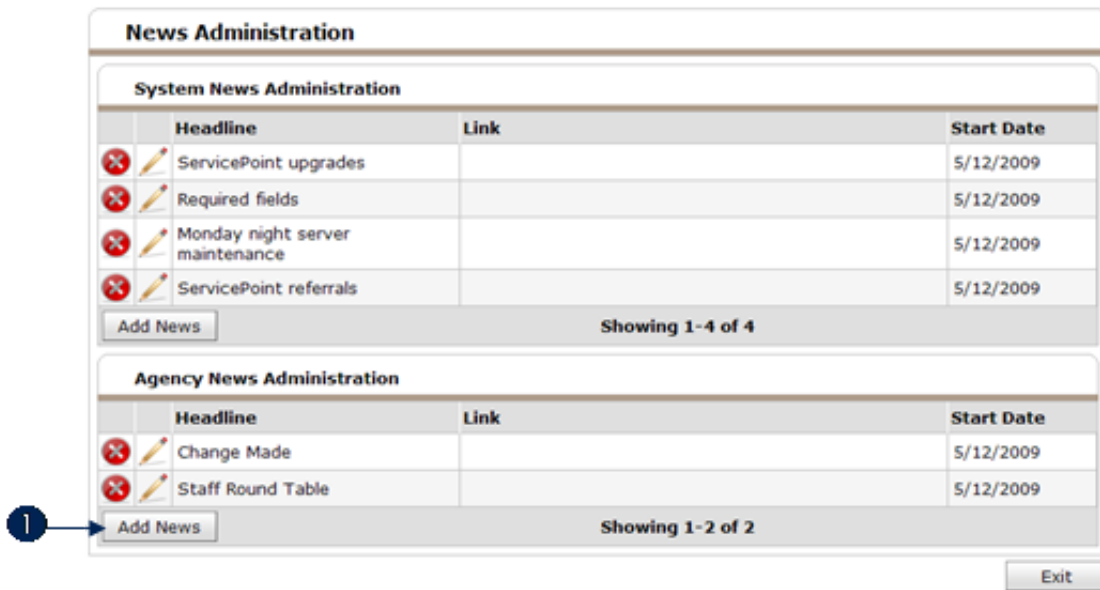 News Administration
System News Administration
Headline Link Start Date
ServicePoint upgrades 5/12/2009
Required fields 5/12/2009
Monday night server
maintenance 5/12/2009
ServicePoint referrals 5/12/2009
Add News Showing 1-4 of 4
Agency News Administration
Headline Link Start Date
Change Made 5/12/2009
Staff Round Table 5/12/2009
1 Add News Showing 1-2 of 2
Exit